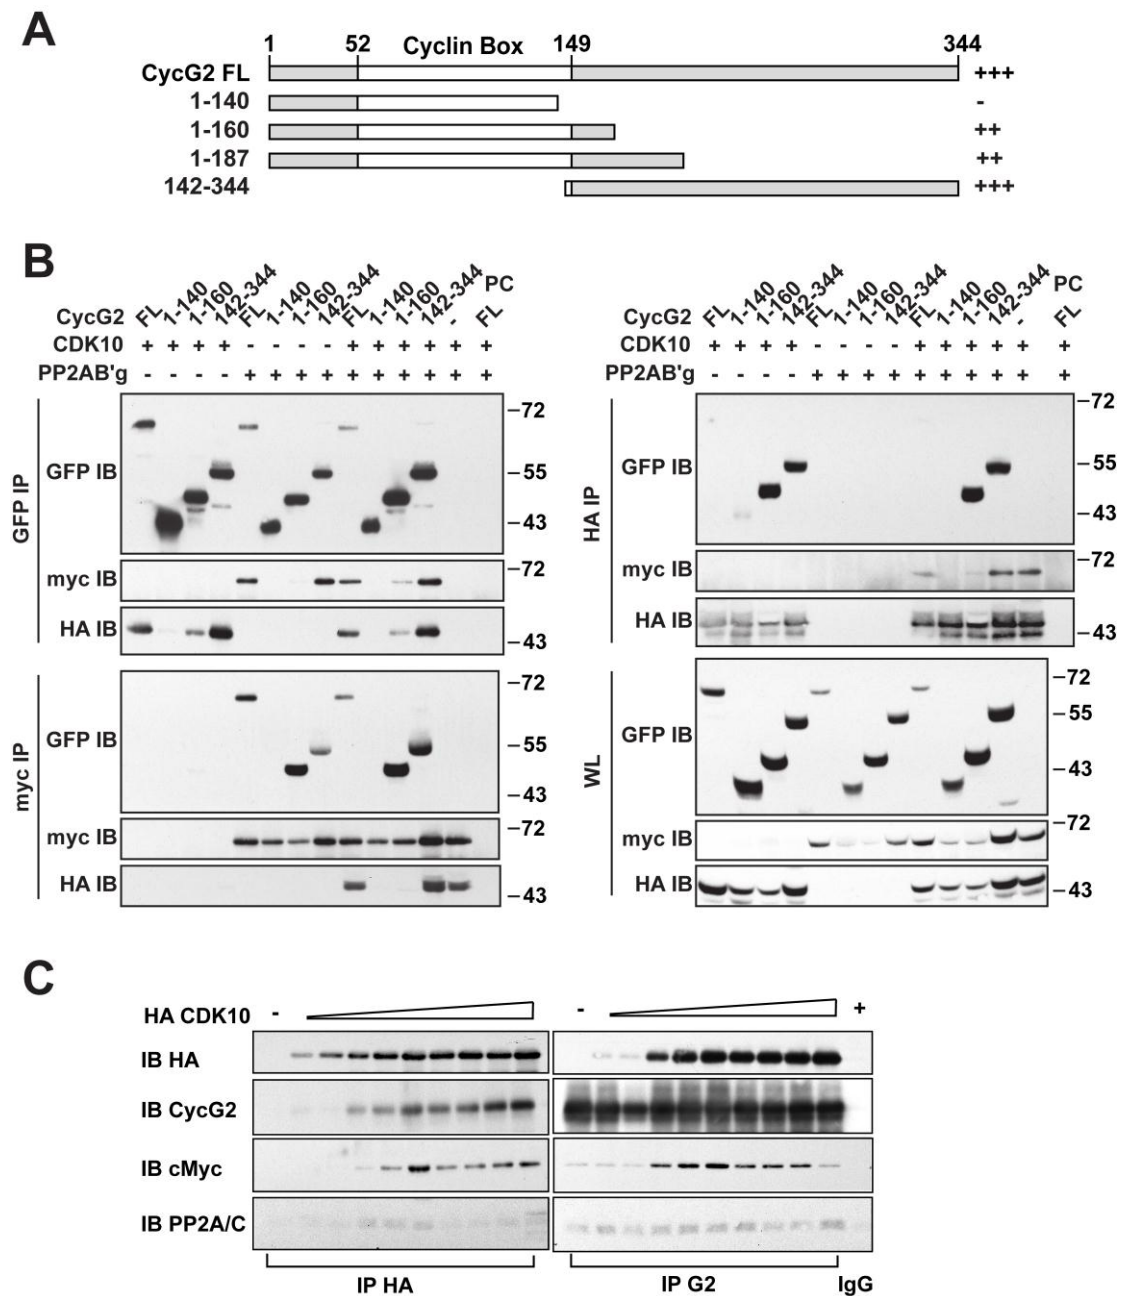 A
1 52 Cyclin Box 149 344
CycG2 FL +++
1-140 -
1-160 ++
1-187 ++
142-344 +++
B
CycG2 FL 1-140 1-160 142-344 FL 1-140 1-160 142-344 FL 1-140 1-160 142-344 - PC FL
CDK10 + + + + - - - - + + + + + +
PP2AB'g - - - - + + + + + + + + + +
GFP IP
GFP IB
–72
–55
–43
myc IB –72
HA IB –43
myc IP
GFP IB
–72
–55
–43
myc IB –72
HA IB –43
CycG2 FL 1-140 1-160 142-344 FL 1-140 1-160 142-344 FL 1-140 1-160 142-344 - PC FL
CDK10 + + + + - - - - + + + + + +
PP2AB'g - - - - + + + + + + + + + +
HA IP
GFP IB
–72
–55
–43
myc IB –72
HA IB –43
WL
GFP IB
–72
–55
–43
myc IB –72
HA IB –43
C
HA CDK10 - - +
IB HA
IB CycG2
IB cMyc
IB PP2A/C
IP HA IP G2 IgG